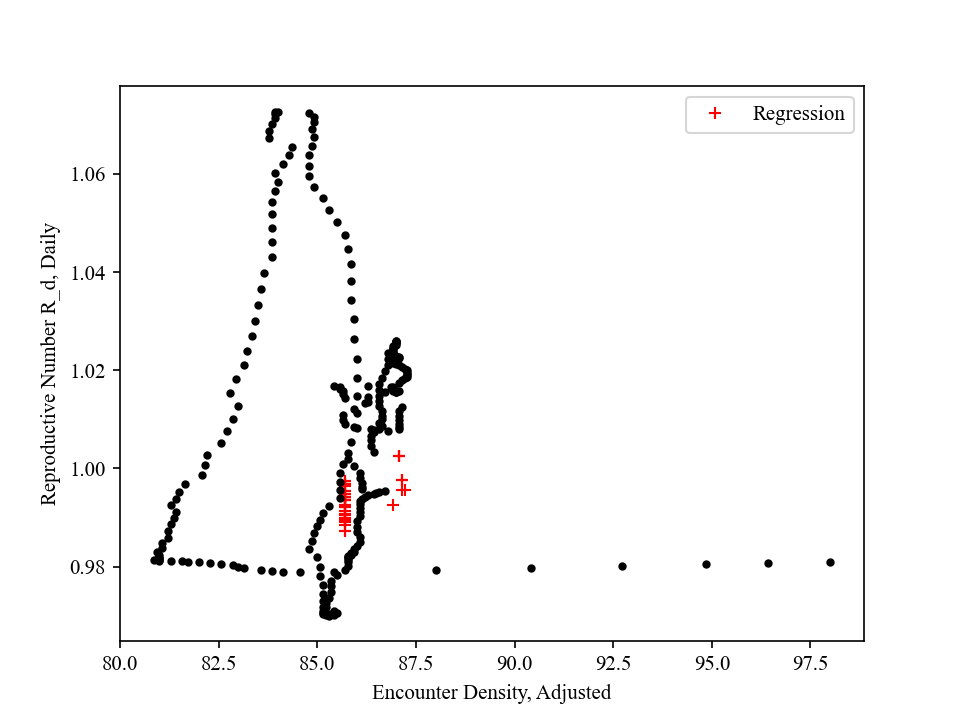 Regression
1.06
1.04
1.02
1.00
0.98
Reproductive Number R_d, Daily
80.0 82.5 85.0 87.5 90.0 92.5 95.0 97.5
Encounter Density, Adjusted